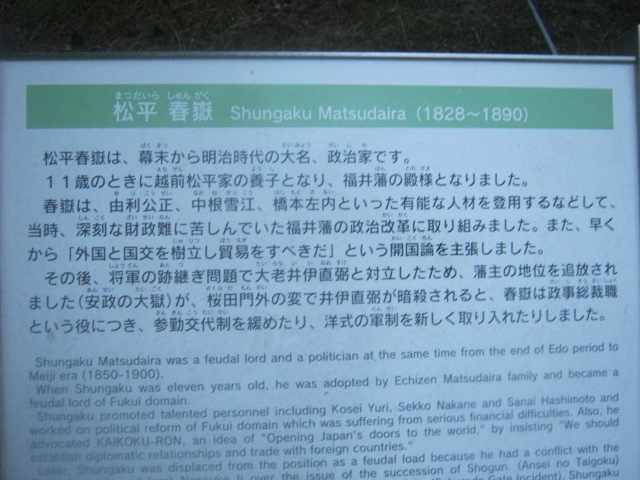 松平 春嶽 Shungaku Matsudaira (1828～1890)
松平春嶽は、幕末から明治時代の大名、政治家です。
11歳のときに越前松平家の養子となり、福井藩の殿様となりました。
春嶽は、由利公正、中根雪江、橋本左内といった有能な人材を登用するなどして、
当時、深刻な財政難に苦しんでいた福井藩の政治改革に取り組みました。また、早く
から「外国と国交を樹立し貿易をすべきだ」という開国論を主張しました。
その後、将軍の跡継ぎ問題で大老井伊直弼と対立したため、藩主の地位を追放され
ました(安政の大獄)が、桜田門外の変で井伊直弼が暗殺されると、春嶽は政事総裁職
という役につき、参勤交代制を緩めたり、洋式の軍制を新しく取り入れたりしました。
Shungaku Matsudaira was a feudal lord and a politician at the same time from the end of Edo period to
Meiji era (1850-1900).
When Shungaku was eleven years old, he was adopted by Echizen Matsudaira family and became a
feudal lord of Fukui domain.
Shungaku promoted talented personnel including Kosei Yuri, Sekko Nakane and Sanai Hashimoto and
worked on political reform of Fukui domain which was suffering from serious financial difficulties. Also, he
advocated KAIKOKU-RON, an idea of "Opening Japan's doors to the world," by insisting "We should
establish diplomatic relationships and trade with foreign countries."
Later, Shungaku was displaced from the position as a feudal load because he had a conflict with the
over the issue of the succession of Shogun. (Ansei no Taigoku)